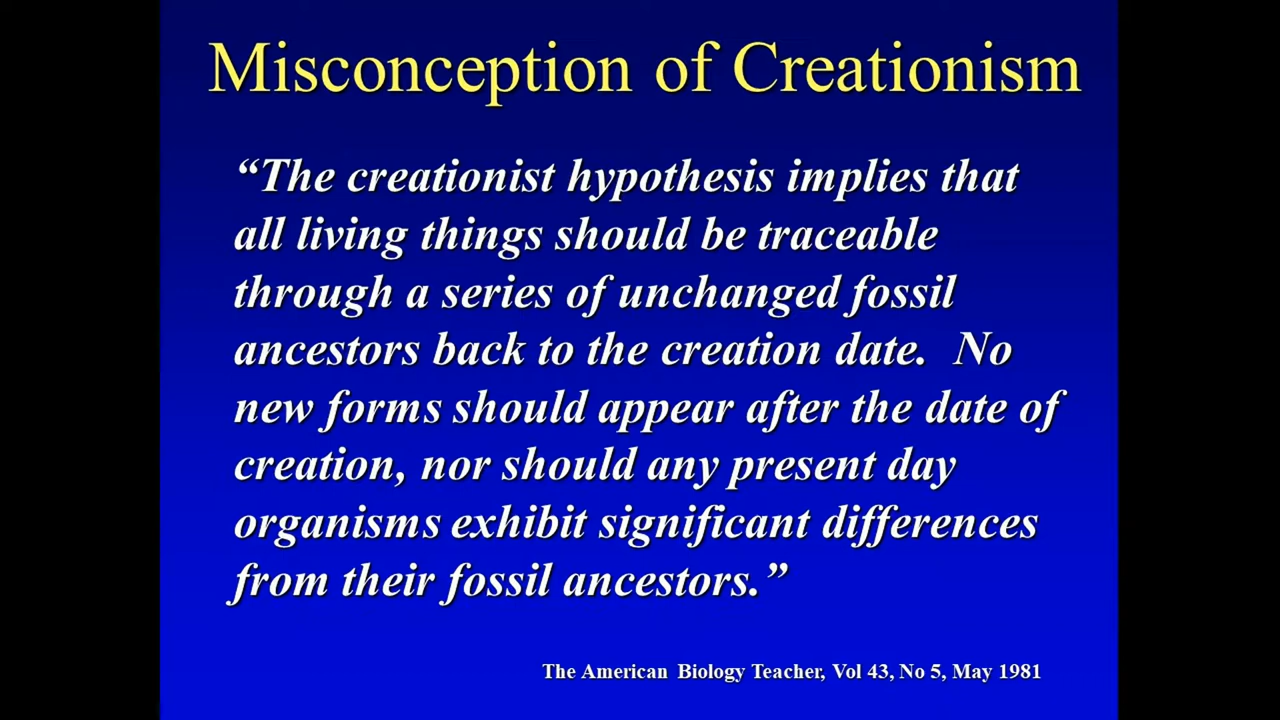 Misconception of Creationism
“The creationist hypothesis implies that
all living things should be traceable
through a series of unchanged fossil
ancestors back to the creation date.  No
new forms should appear after the date of
creation, nor should any present day
organisms exhibit significant differences
from their fossil ancestors.”
The American Biology Teacher, Vol 43, No 5, May 1981